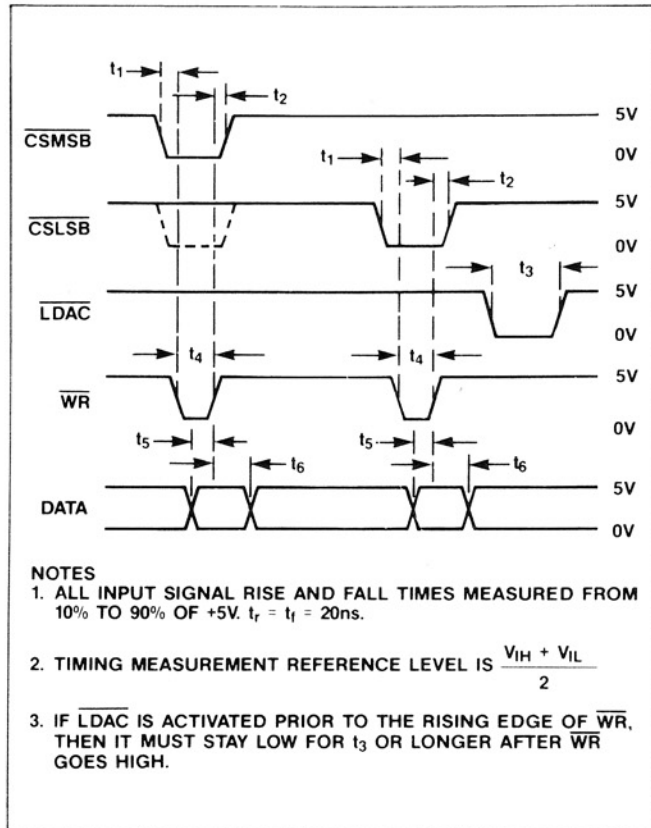 t1
t2
CSMSB
5V
0V
t1
t2
CSLSB
5V
0V
t3
LDAC
5V
0V
t4
t4
WR
5V
0V
t5
t6
t5
t6
DATA
5V
0V
NOTES
1. ALL INPUT SIGNAL RISE AND FALL TIMES MEASURED FROM
10% TO 90% OF +5V. tr = tf = 20ns.
2. TIMING MEASUREMENT REFERENCE LEVEL IS (VIH + VIL) / 2
3. IF LDAC IS ACTIVATED PRIOR TO THE RISING EDGE OF WR,
THEN IT MUST STAY LOW FOR t3 OR LONGER AFTER WR
GOES HIGH.